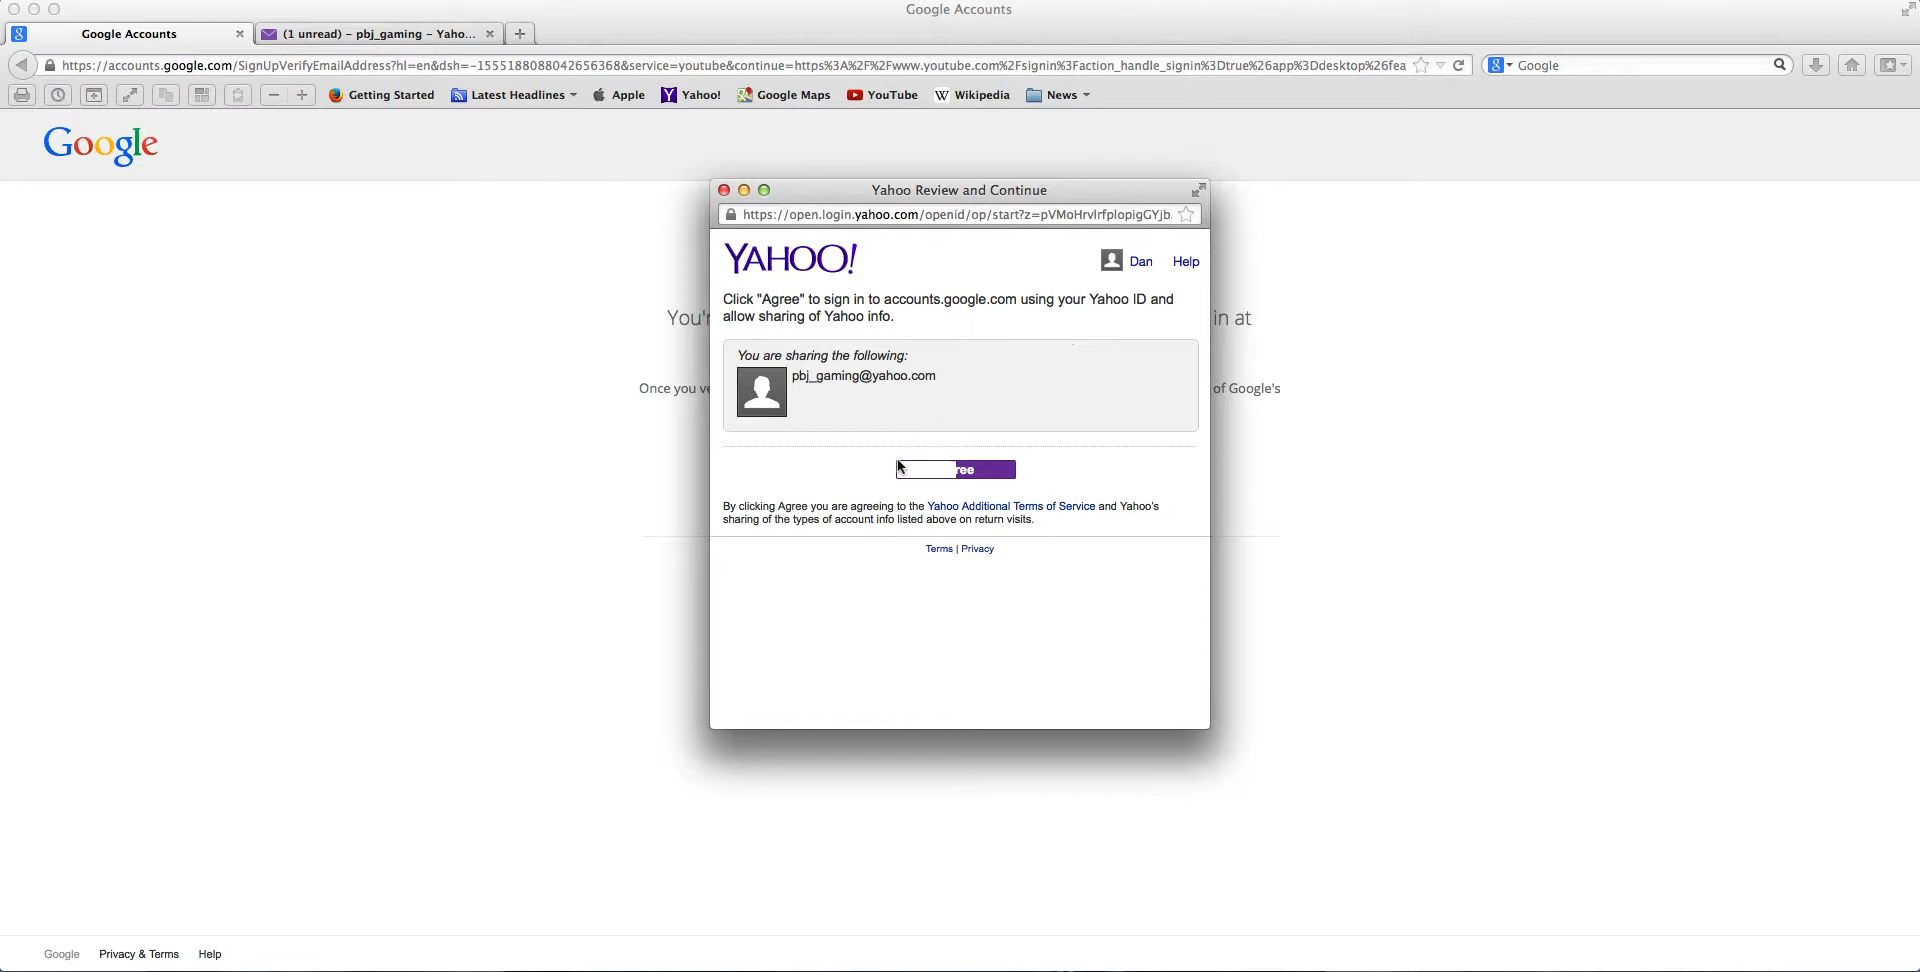 Google Accounts
Google Accounts
(1 unread) - pbj_gaming - Yaho...
https://accounts.google.com/SignUpVerifyEmailAddress?hl=en&dsh=-1555188088042656368&service=youtube&continue=https%3A%2F%2Fwww.youtube.com%2Fsignin%3Faction_handle_signin%3Dtrue%26app%3Ddesktop%26fea
Google
Getting Started
Latest Headlines
Apple
Yahoo!
Google Maps
YouTube
Wikipedia
News
Google
You'r
in at
Once you ve
of Google's
Yahoo Review and Continue
https://open.login.yahoo.com/openid/op/start?z=
YAHOO!
Dan
Help
Click "Agree" to sign in to accounts.google.com using your Yahoo ID and
allow sharing of Yahoo info.
You are sharing the following:
pbj_gaming@yahoo.com
ree
By clicking Agree you are agreeing to the Yahoo Additional Terms of Service and Yahoo's
sharing of the types of account info listed above on return visits.
Terms | Privacy
Google
Privacy & Terms
Help